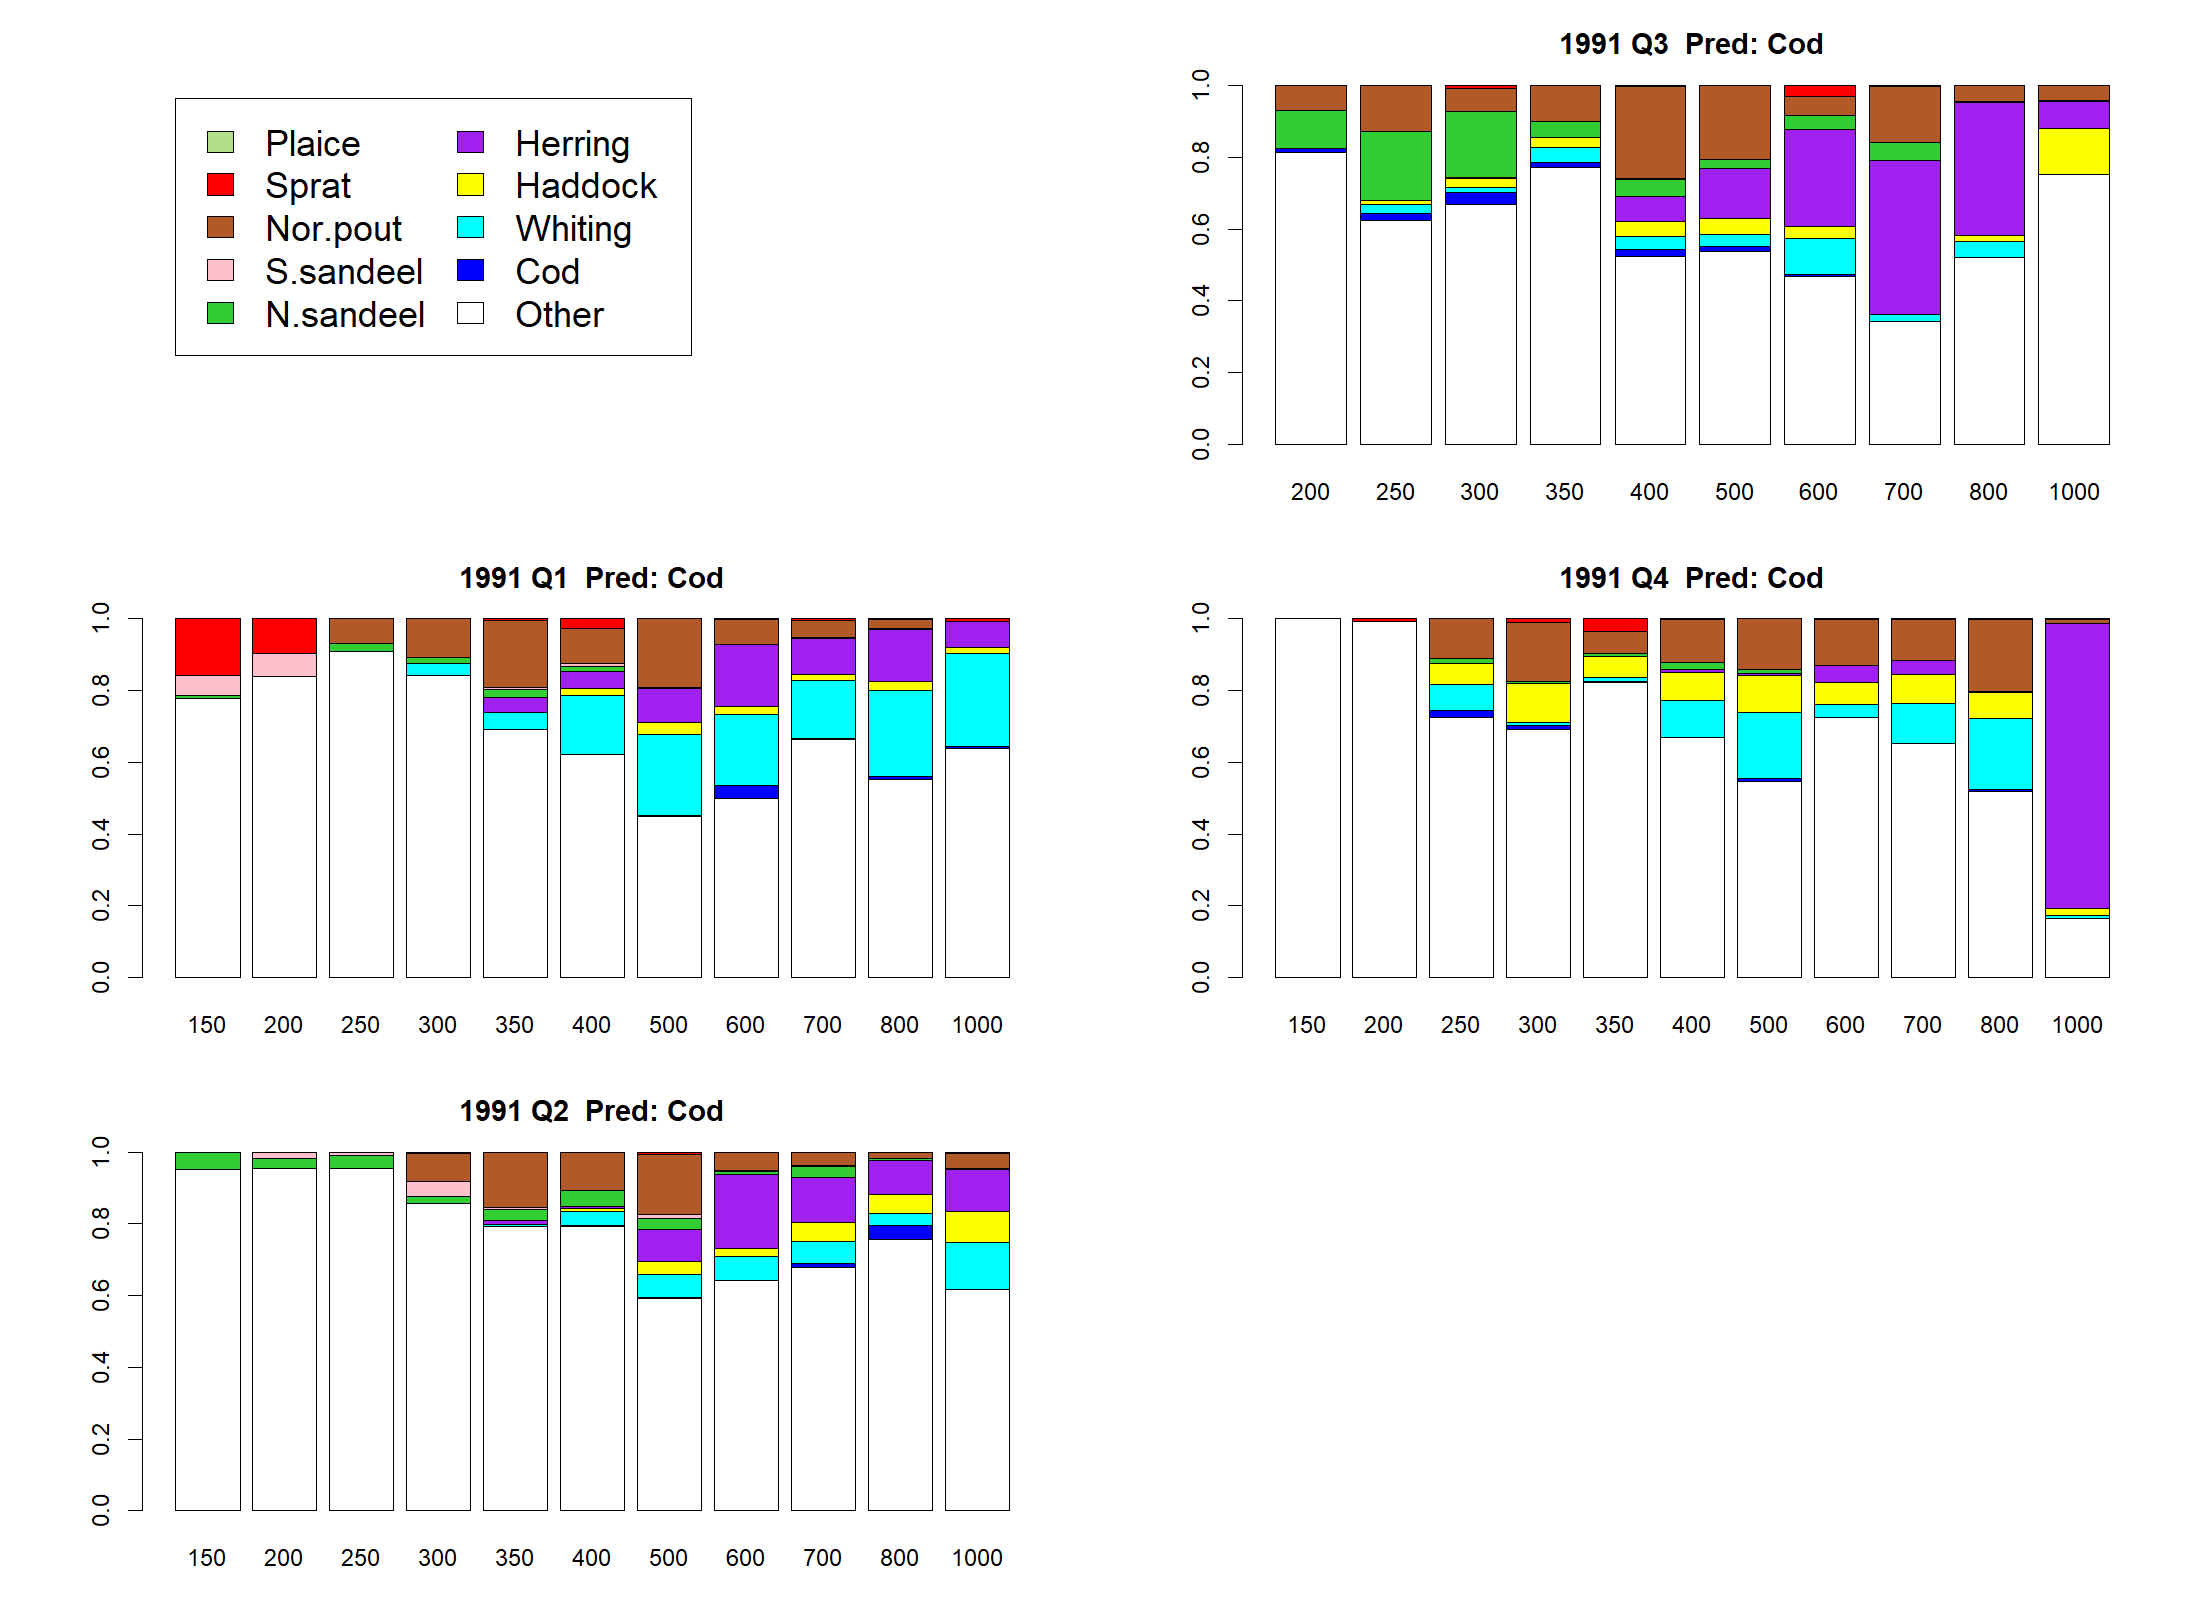 Plaice
Sprat
Nor.pout
S.sandeel
N.sandeel
Herring
Haddock
Whiting
Cod
Other
1991 Q3  Pred: Cod
1.0
0.8
0.6
0.4
0.2
0.0
200 250 300 350 400 500 600 700 800 1000
1991 Q1  Pred: Cod
1.0
0.8
0.6
0.4
0.2
0.0
150 200 250 300 350 400 500 600 700 800 1000
1991 Q4  Pred: Cod
1.0
0.8
0.6
0.4
0.2
0.0
150 200 250 300 350 400 500 600 700 800 1000
1991 Q2  Pred: Cod
1.0
0.8
0.6
0.4
0.2
0.0
150 200 250 300 350 400 500 600 700 800 1000